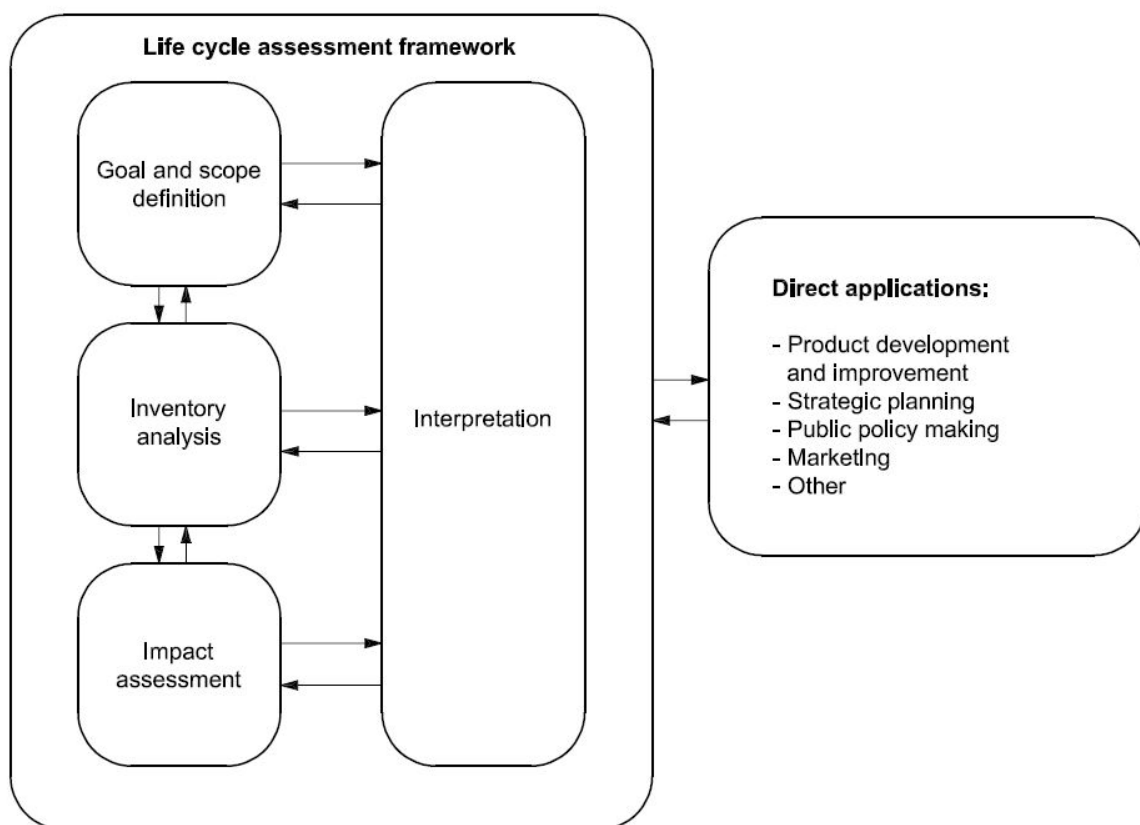 Life cycle assessment framework
Goal and scope
definition
Inventory
analysis
Impact
assessment
Interpretation
Direct applications:
- Product development
and improvement
- Strategic planning
- Public policy making
- Marketing
- Other